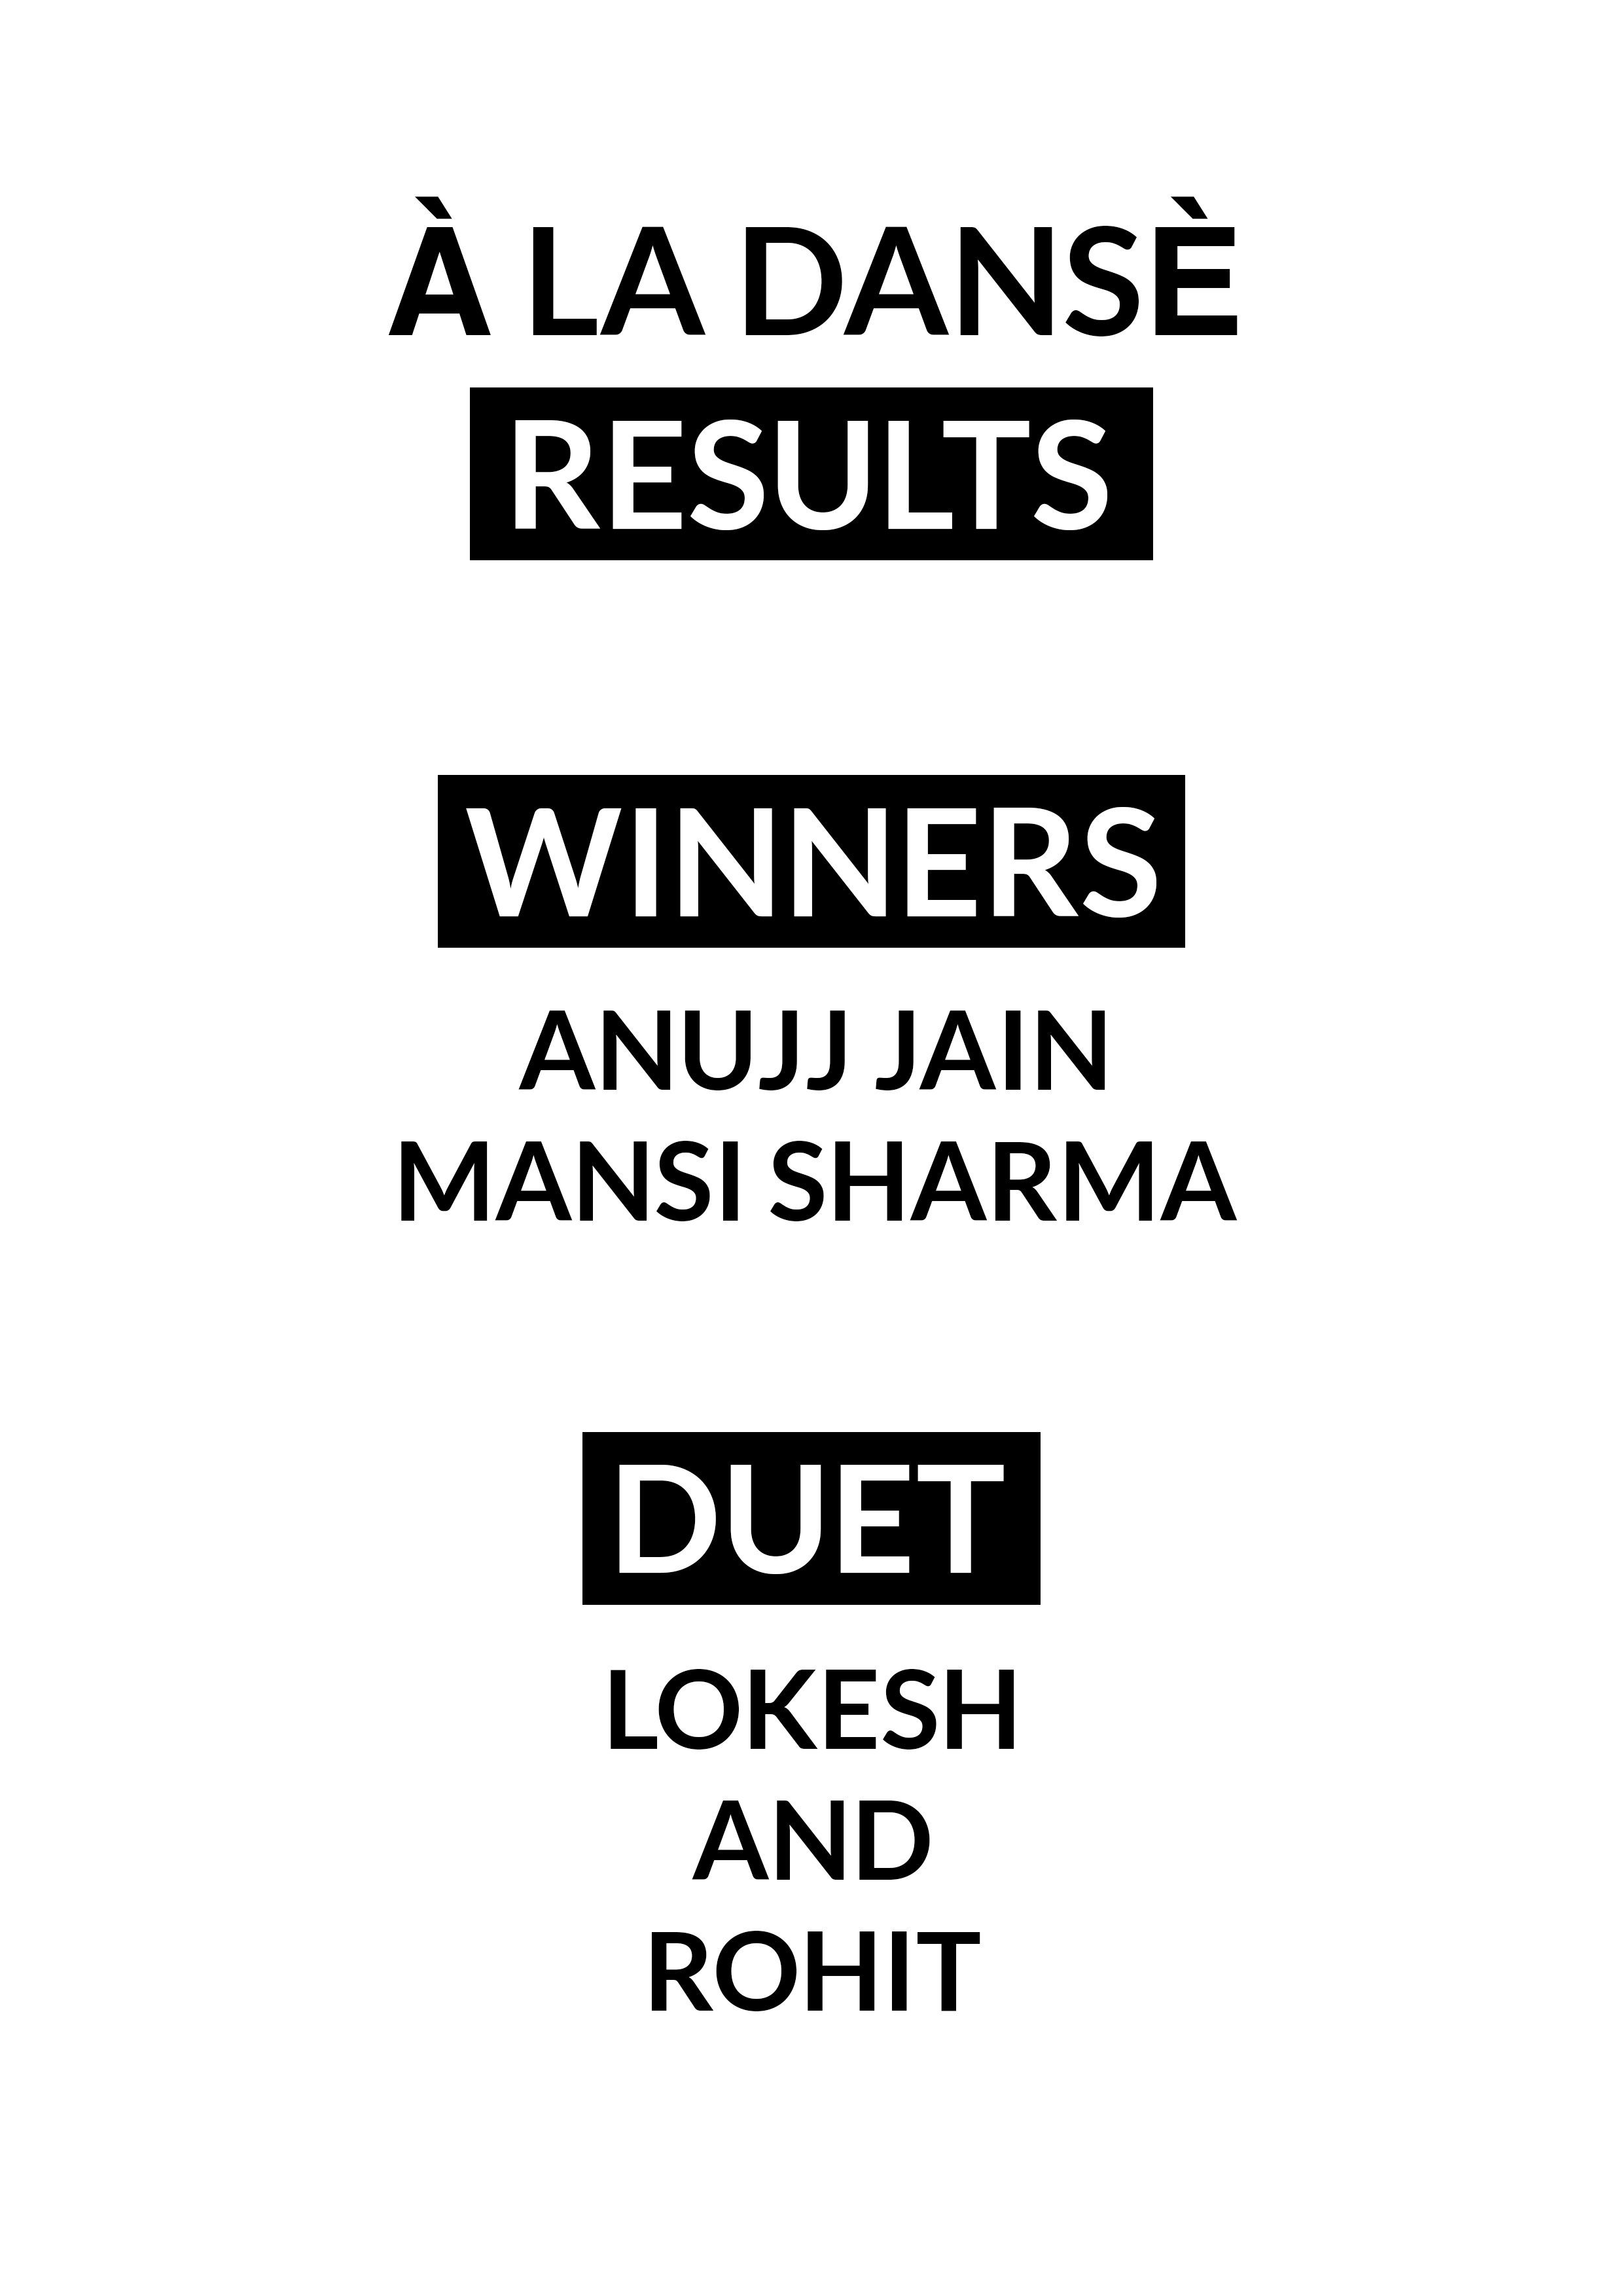 À LA DANSÈ
RESULTS
WINNERS
ANUJJ JAIN
MANSI SHARMA
DUET
LOKESH
AND
ROHIT